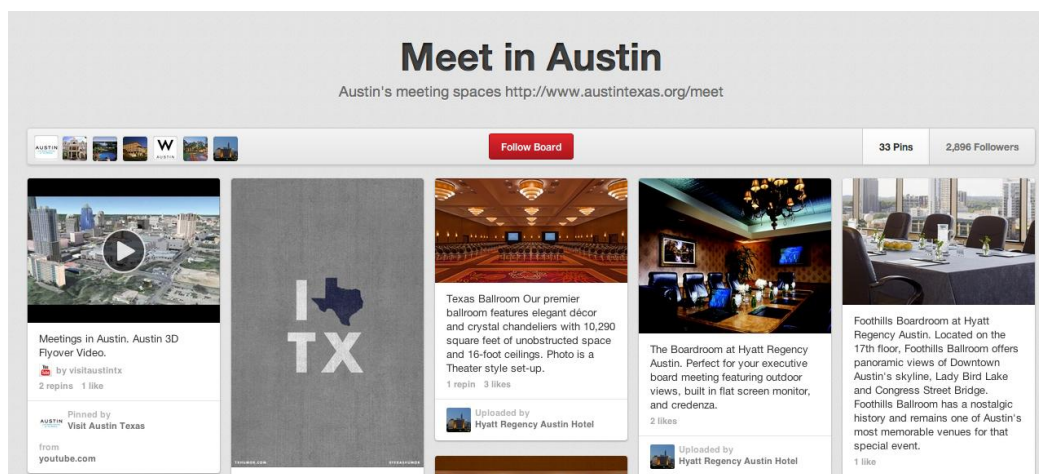 Meet in Austin
Austin's meeting spaces http://www.austintexas.org/meet
AUSTIN
W
AUSTIN
Follow Board
33 Pins
2,896 Followers
Meetings in Austin. Austin 3D
Flyover Video.
by visitaustintx
2 repins 1 like
AUSTIN
Pinned by
Visit Austin Texas
from
youtube.com
I
TX
Texas Ballroom Our premier
ballroom features elegant décor
and crystal chandeliers with 10,290
square feet of unobstructed space
and 16-foot ceilings. Photo is a
Theater style set-up.
1 repin 3 likes
Uploaded by
Hyatt Regency Austin Hotel
The Boardroom at Hyatt Regency
Austin. Perfect for your executive
board meeting featuring outdoor
views, built in flat screen monitor,
and credenza.
2 likes
Uploaded by
Hyatt Regency Austin Hotel
Foothills Boardroom at Hyatt
Regency Austin. Located on the
17th floor, Foothills Ballroom offers
panoramic views of Downtown
Austin's skyline, Lady Bird Lake
and Congress Street Bridge.
Foothills Ballroom has a nostalgic
history and remains one of Austin's
most memorable venues for that
special event.
1 like